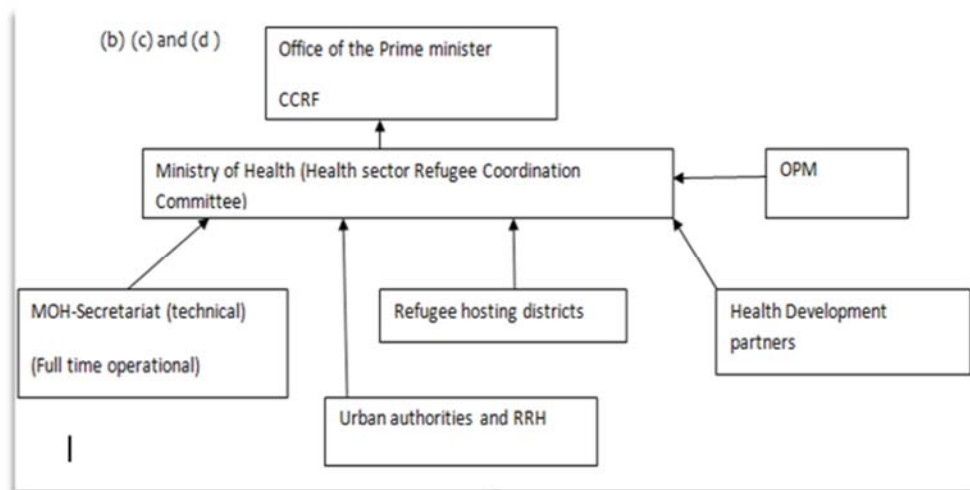 (b) (c) and (d )
Office of the Prime minister
CCRF
Ministry of Health (Health sector Refugee Coordination
Committee)
OPM
MOH-Secretariat (technical)
(Full time operational)
Refugee hosting districts
Health Development
partners
Urban authorities and RRH